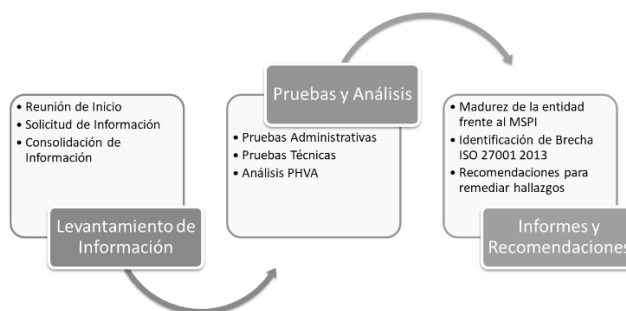 • Reunión de Inicio
• Solicitud de Información
• Consolidación de
Información
Levantamiento de
Información
Pruebas y Análisis
• Pruebas Administrativas
• Pruebas Técnicas
• Análisis PHVA
• Madurez de la entidad
frente al MSPI
• Identificación de Brecha
ISO 27001 2013
• Recomendaciones para
remediar hallazgos
Informes y
Recomendaciones